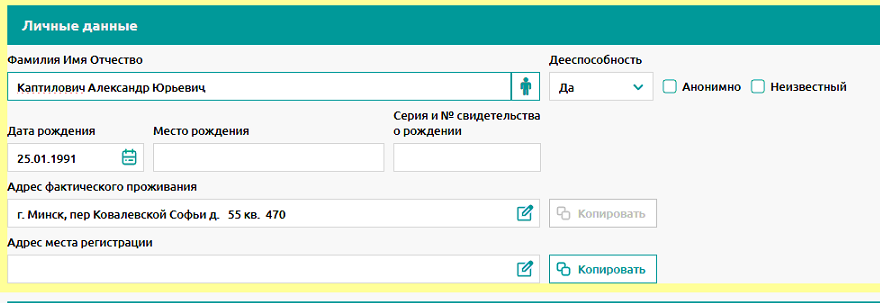 Личные данные
Фамилия Имя Отчество
Дееспособность
Каптилович Александр Юрьевич
Да
Анонимно
Неизвестный
Серия и № свидетельства
Дата рождения
Место рождения
о рождении
25.01.1991
Адрес фактического проживания
г. Минск, пер Ковалевской Софьи д. 55 кв. 470
Копировать
Адрес места регистрации
Копировать